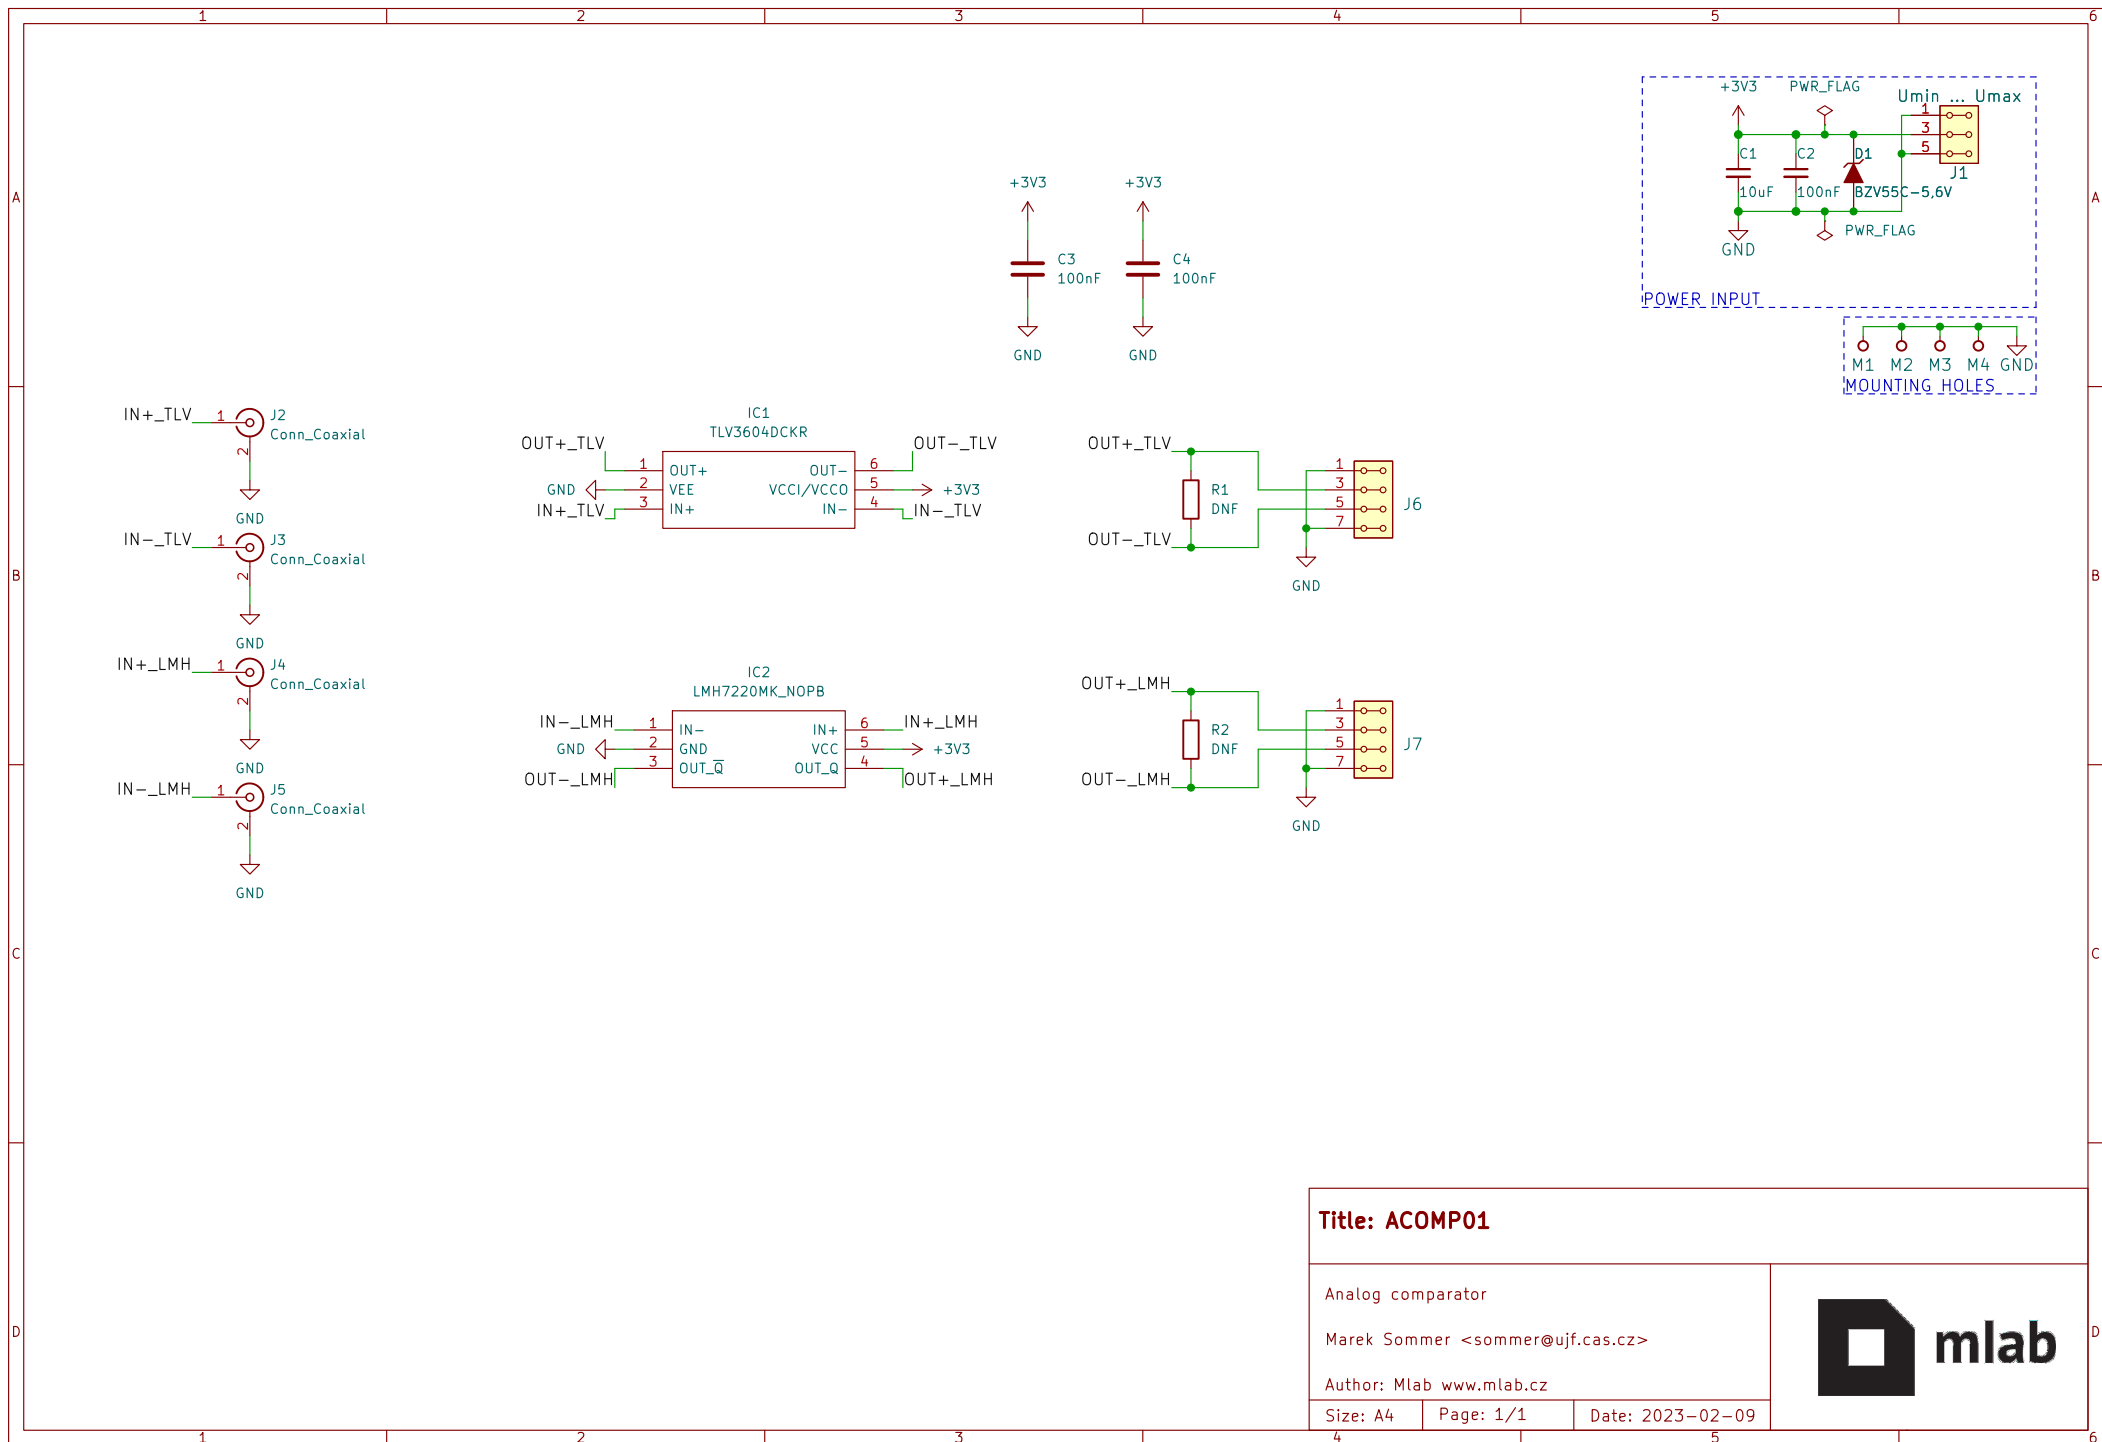 1 2 3 4 5 6
+3V3 PWR_FLAG
Umin ... Umax
1
3
5
J1
C1
10uF
C2
100nF
D1
BZV55C-5,6V
PWR_FLAG
GND
POWER INPUT
A A
+3V3
C3
100nF
GND
+3V3
C4
100nF
GND
M1 M2 M3 M4 GND
MOUNTING HOLES
IN+_TLV 1 J2
Conn_Coaxial
2
GND
IN-_TLV 1 J3
Conn_Coaxial
2
GND
IN+_LMH 1 J4
Conn_Coaxial
2
GND
IN-_LMH 1 J5
Conn_Coaxial
2
GND
IC1
TLV3604DCKR
OUT+_TLV 1 OUT+ OUT- 6 OUT-_TLV
GND 2 VEE VCCI/VCCO 5 +3V3
IN+_TLV 3 IN+ IN- 4 IN-_TLV
OUT+_TLV
R1
DNF
OUT-_TLV
1
3
5
7
J6
GND
B B
IC2
LMH7220MK_NOPB
IN-_LMH 1 IN- IN+ 6 IN+_LMH
GND 2 GND VCC 5 +3V3
OUT-_LMH 3 OUT_Q̅ OUT_Q 4 OUT+_LMH
OUT+_LMH
R2
DNF
OUT-_LMH
1
3
5
7
J7
GND
C C
Title: ACOMP01
Analog comparator
Marek Sommer <sommer@ujf.cas.cz>
Author: Mlab www.mlab.cz
Size: A4 Page: 1/1 Date: 2023-02-09
mlab
D D
1 2 3 4 5 6